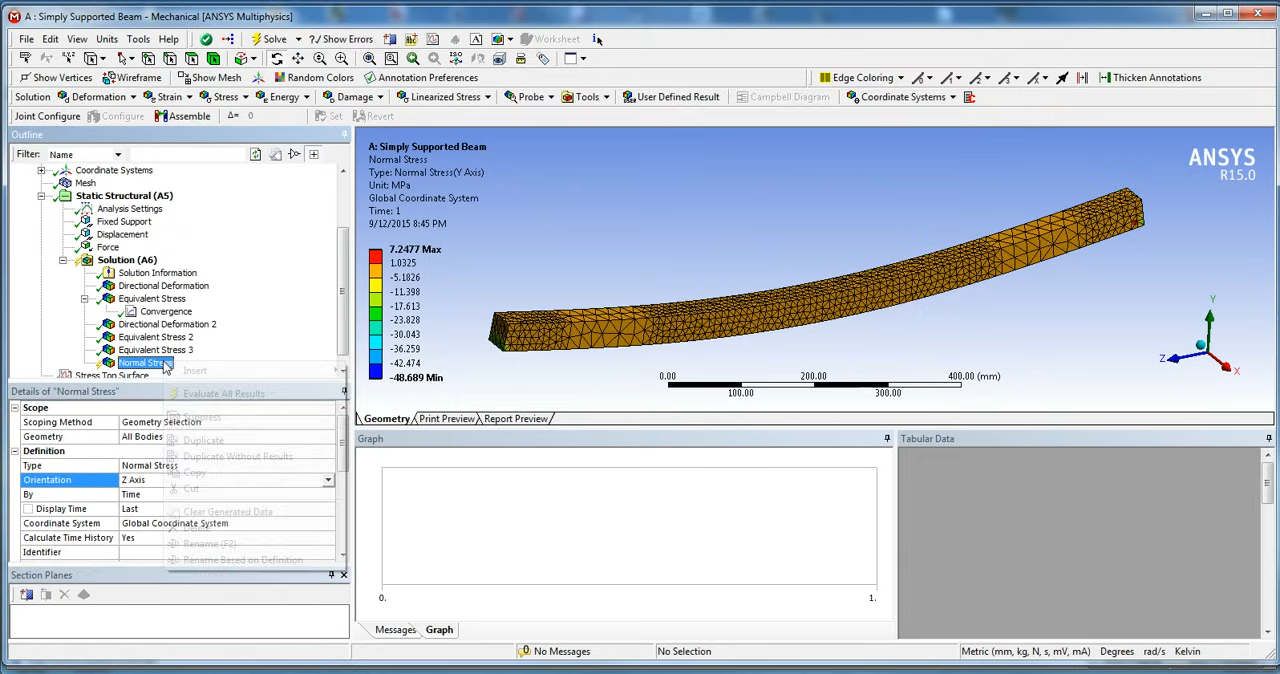 A : Simply Supported Beam - Mechanical [ANSYS Multiphysics]
File Edit View Units Tools Help Solve ?/ Show Errors Worksheet
Show Vertices Wireframe Show Mesh Random Colors Annotation Preferences Edge Coloring Thicken Annotations
Solution Deformation Strain Stress Energy Damage Linearized Stress Probe Tools User Defined Result Campbell Diagram Coordinate Systems
Joint Configure Configure Assemble Δ= 0 Set Revert
Outline
Filter: Name
Coordinate Systems
Mesh
Static Structural (A5)
Analysis Settings
Fixed Support
Displacement
Force
Solution (A6)
Solution Information
Directional Deformation
Equivalent Stress
Convergence
Directional Deformation 2
Equivalent Stress 2
Equivalent Stress 3
Normal Stress
Stress Top Surface
Insert
Evaluate All Results
Suppress
Duplicate
Duplicate Without Results
Copy
Cut
Clear Generated Data
Delete
Rename (F2)
Rename Based on Definition
Details of "Normal Stress"
Scope
Scoping Method Geometry Selection
Geometry All Bodies
Definition
Type Normal Stress
Orientation Z Axis
By Time
Display Time Last
Coordinate System Global Coordinate System
Calculate Time History Yes
Identifier
Section Planes
A: Simply Supported Beam
Normal Stress
Type: Normal Stress(Y Axis)
Unit: MPa
Global Coordinate System
Time: 1
9/12/2015 8:45 PM
7.2477 Max
1.0325
-5.1826
-11.398
-17.613
-23.828
-30.043
-36.259
-42.474
-48.689 Min
ANSYS
R15.0
Y
Z
X
0.00 200.00 400.00 (mm)
100.00 300.00
Geometry Print Preview Report Preview
Graph
0. 1.
Messages Graph
Tabular Data
0 No Messages No Selection Metric (mm, kg, N, s, mV, mA) Degrees rad/s Kelvin